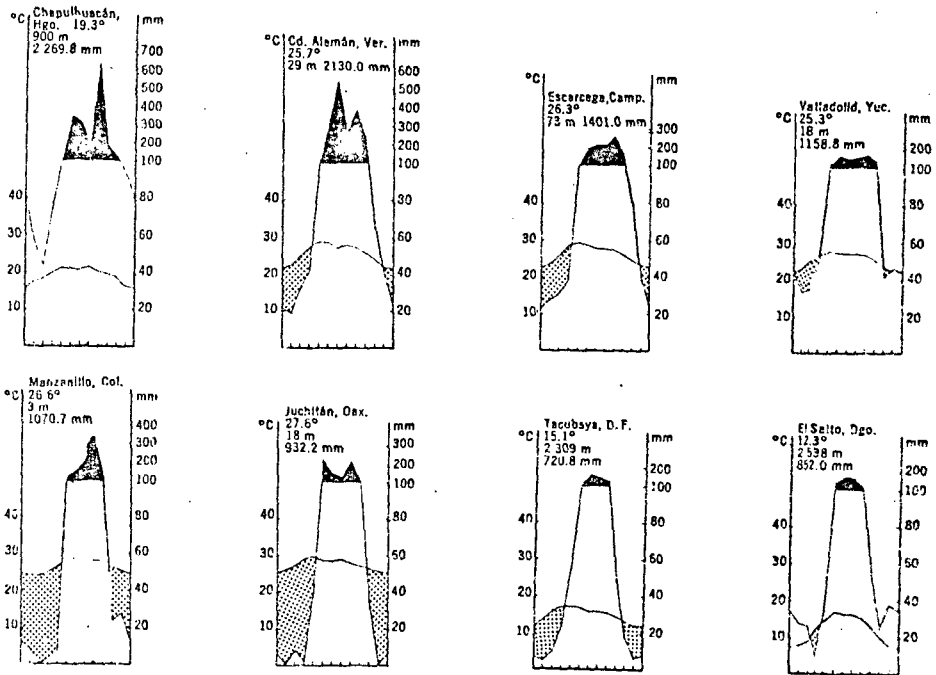 °C Chapulhuacán, mm
Hgo. 19.3°
900 m
2 269.8 mm
700
600
500
400
300
200
100
40 80
30 60
20 40
10 20
°C Cd. Alemán, Ver. mm
25.7°
29 m 2130.0 mm
600
500
400
300
200
100
40 80
30 60
20 40
10 20
°C mm
Escarcega, Camp.
26.3°
73 m 1401.0 mm
300
200
100
40 80
30 60
20 40
10 20
Valladolid, Yuc.
°C 25.3° mm
18 m
1158.8 mm
200
100
40 80
30 60
20 40
10 20
Manzanillo, Col.
°C 26.6° mm
3 m
1070.7 mm
400
300
200
100
40 80
30 60
20 40
10 20
Juchitán, Oax.
°C 27.6° mm
18 m
932.2 mm
300
200
100
40 80
30 60
20 40
10 20
Tacubaya, D.F.
°C 15.1° mm
2 309 m
720.8 mm
200
100
40 80
30 60
20 40
10 20
El Salto, Dgo.
°C 12.3° mm
2 538 m
852.0 mm
200
100
40 80
30 60
20 40
10 20